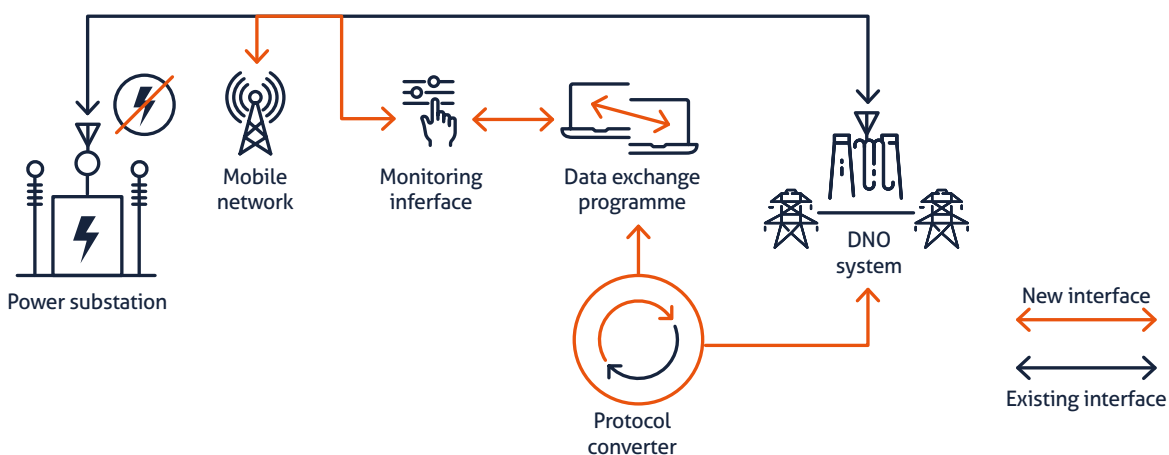 Mobile
network
Monitoring
inferface
Data exchange
programme
DNO
system
Power substation
New interface
Existing interface
Protocol
converter